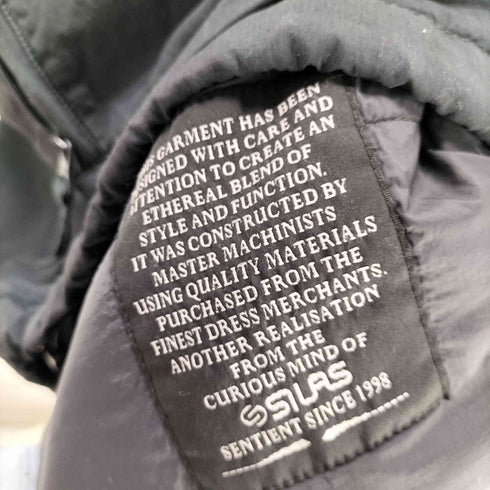 GARMENT HAS BEEN
DESIGNED WITH CARE AND
ATTENTION TO CREATE AN
ETHEREAL BLEND OF
STYLE AND FUNCTION.
IT WAS CONSTRUCTED BY
MASTER MACHINISTS
USING QUALITY MATERIALS
PURCHASED FROM THE
FINEST DRESS MERCHANTS.
ANOTHER REALISATION
FROM THE
CURIOUS MIND OF
SILAS
SENTIENT SINCE 1998